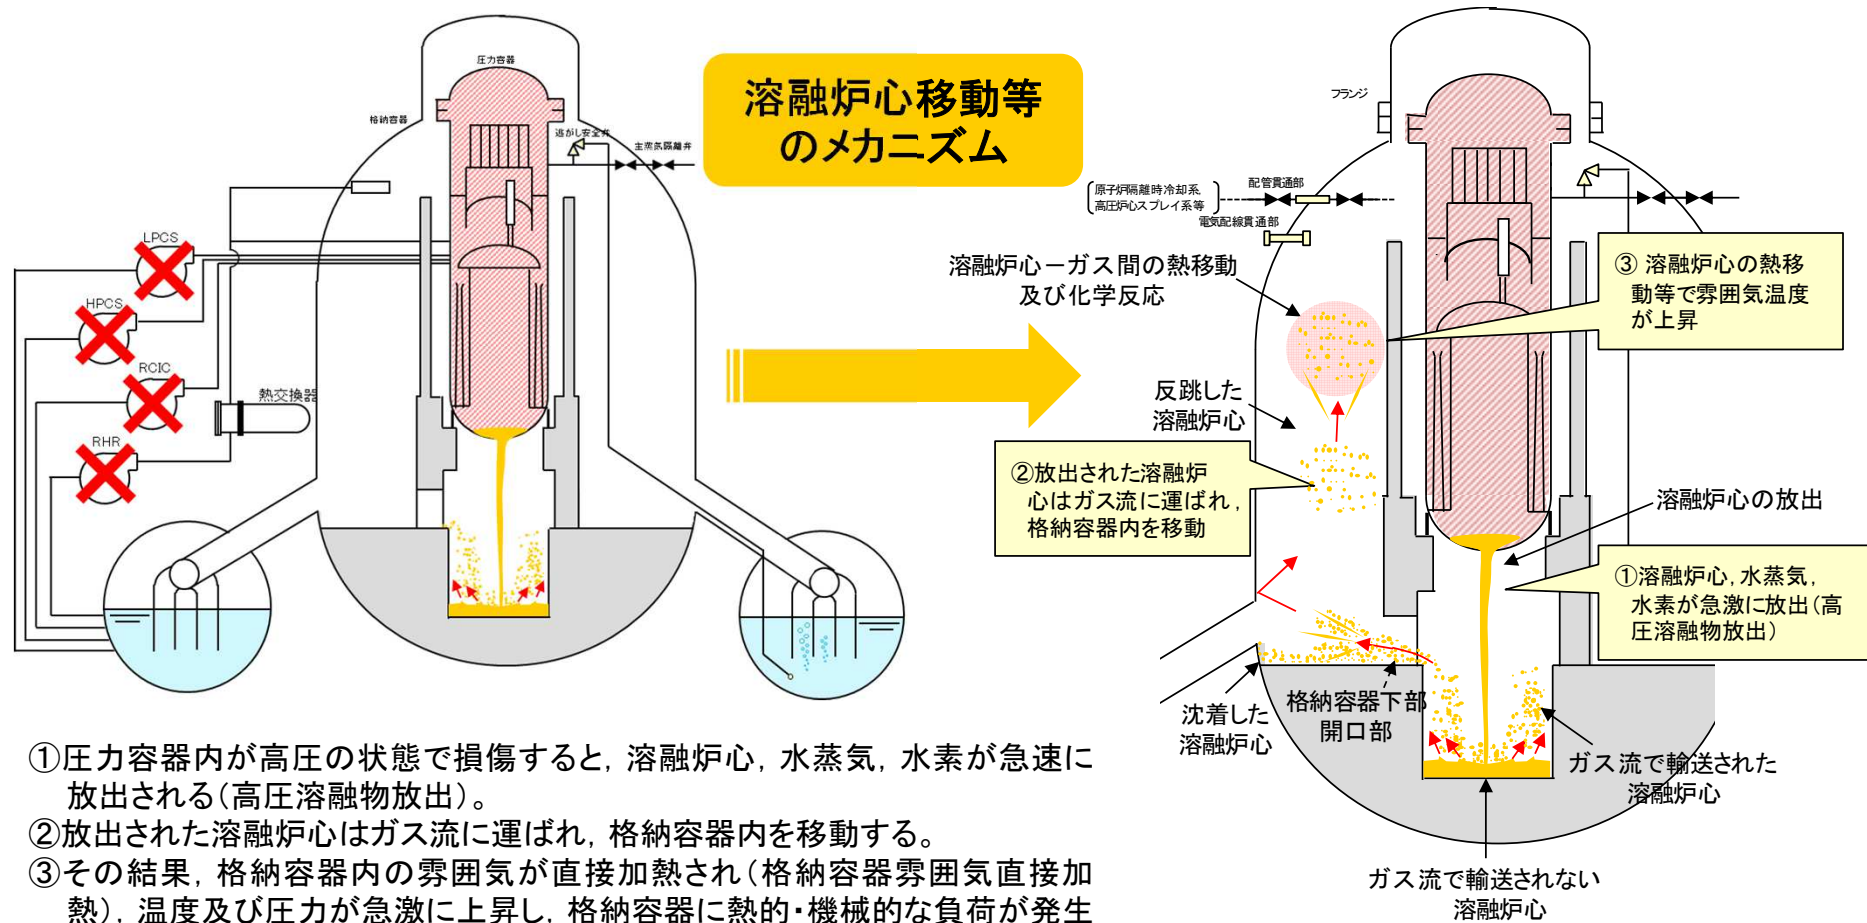 溶融炉心移動等
のメカニズム
圧力容器
格納容器
逃がし安全弁
主蒸気隔離弁
LPCS
HPCS
RCIC
熱交換器
RHR
フランジ
原子炉隔離時冷却系,
高圧炉心スプレイ系等
配管貫通部
電気配線貫通部
溶融炉心－ガス間の熱移動
及び化学反応
③ 溶融炉心の熱移
動等で雰囲気温度
が上昇
反跳した
溶融炉心
②放出された溶融炉
心はガス流に運ばれ,
格納容器内を移動
溶融炉心の放出
①溶融炉心, 水蒸気,
水素が急激に放出(高
圧溶融物放出)
沈着した
溶融炉心
格納容器下部
開口部
ガス流で輸送された
溶融炉心
ガス流で輸送されない
溶融炉心
①圧力容器内が高圧の状態で損傷すると, 溶融炉心, 水蒸気, 水素が急速に
放出される(高圧溶融物放出)。
②放出された溶融炉心はガス流に運ばれ, 格納容器内を移動する。
③その結果, 格納容器内の雰囲気が直接加熱され(格納容器雰囲気直接加
熱), 温度及び圧力が急激に上昇し, 格納容器に熱的・機械的な負荷が発生